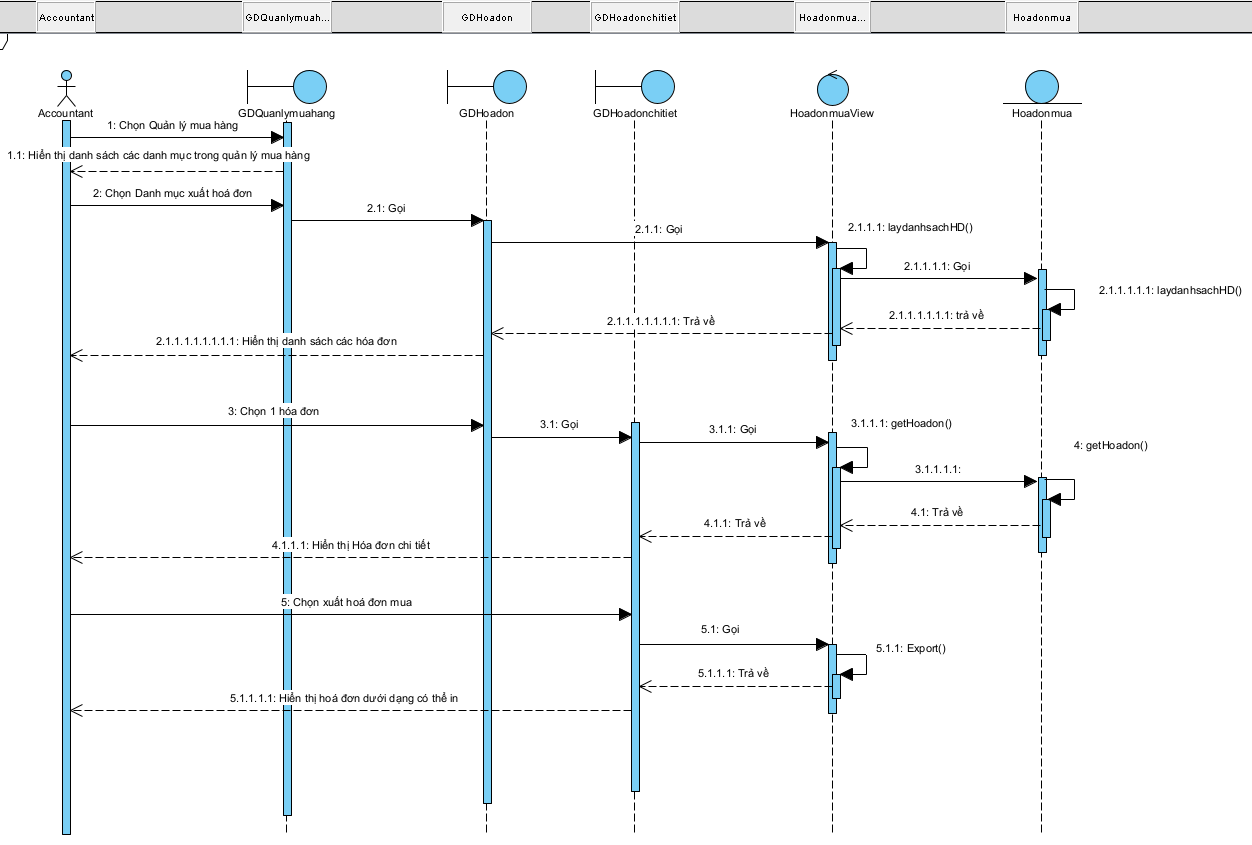 Accountant
GDQuanlymuah...
GDHoadon
GDHoadonchitiet
Hoadonmua...
Hoadonmua
Accountant
GDQuanlymuahang
GDHoadon
GDHoadonchitiet
HoadonmuaView
Hoadonmua
1: Chọn Quản lý mua hàng
1.1: Hiển thị danh sách các danh mục trong quản lý mua hàng
2: Chọn Danh mục xuất hoá đơn
2.1: Gọi
2.1.1: Gọi
2.1.1.1: laydanhsachHD()
2.1.1.1.1: Gọi
2.1.1.1.1.1: laydanhsachHD()
2.1.1.1.1.1.1: trả về
2.1.1.1.1.1.1.1: Trả về
2.1.1.1.1.1.1.1.1: Hiển thị danh sách các hóa đơn
3: Chọn 1 hóa đơn
3.1: Gọi
3.1.1: Gọi
3.1.1.1: getHoadon()
4: getHoadon()
3.1.1.1.1:
4.1: Trả về
4.1.1: Trả về
4.1.1.1: Hiển thị Hóa đơn chi tiết
5: Chọn xuất hoá đơn mua
5.1: Gọi
5.1.1: Export()
5.1.1.1: Trả về
5.1.1.1.1: Hiển thị hoá đơn dưới dạng có thể in